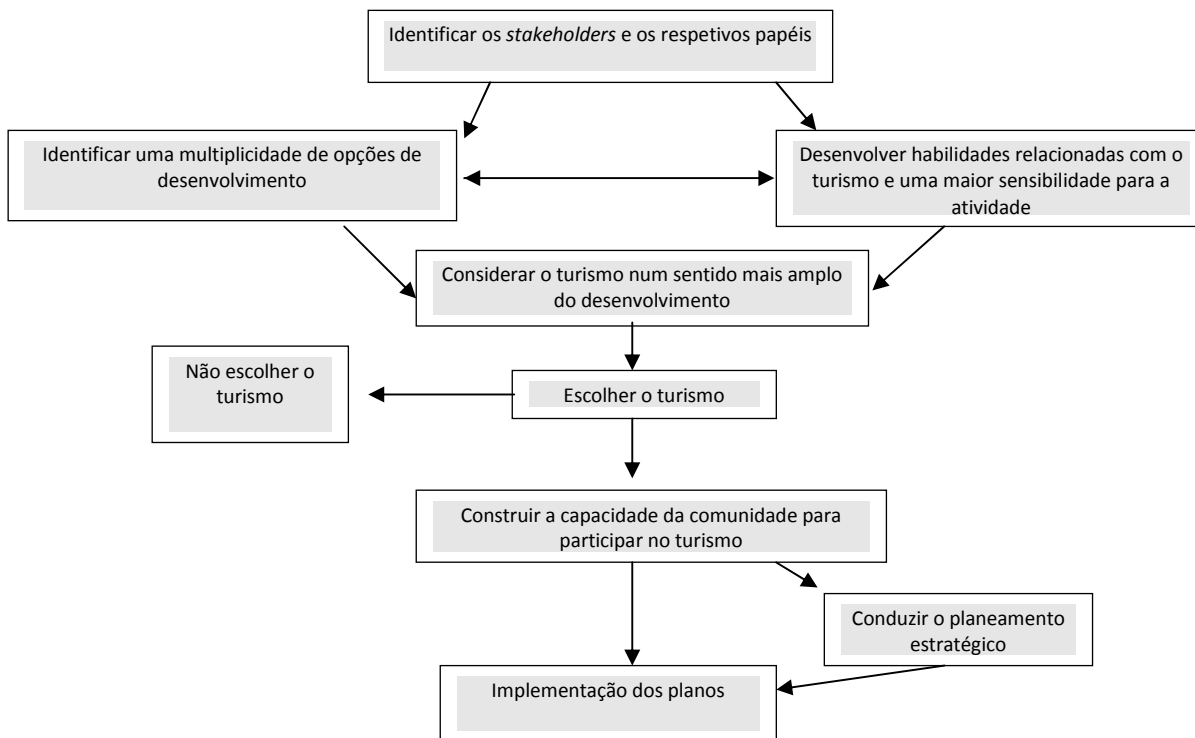 Identificar os stakeholders e os respetivos papéis
Identificar uma multiplicidade de opções de
desenvolvimento
Desenvolver habilidades relacionadas com o
turismo e uma maior sensibilidade para a
atividade
Considerar o turismo num sentido mais amplo
do desenvolvimento
Não escolher o
turismo
Escolher o turismo
Construir a capacidade da comunidade para
participar no turismo
Conduzir o planeamento
estratégico
Implementação dos planos